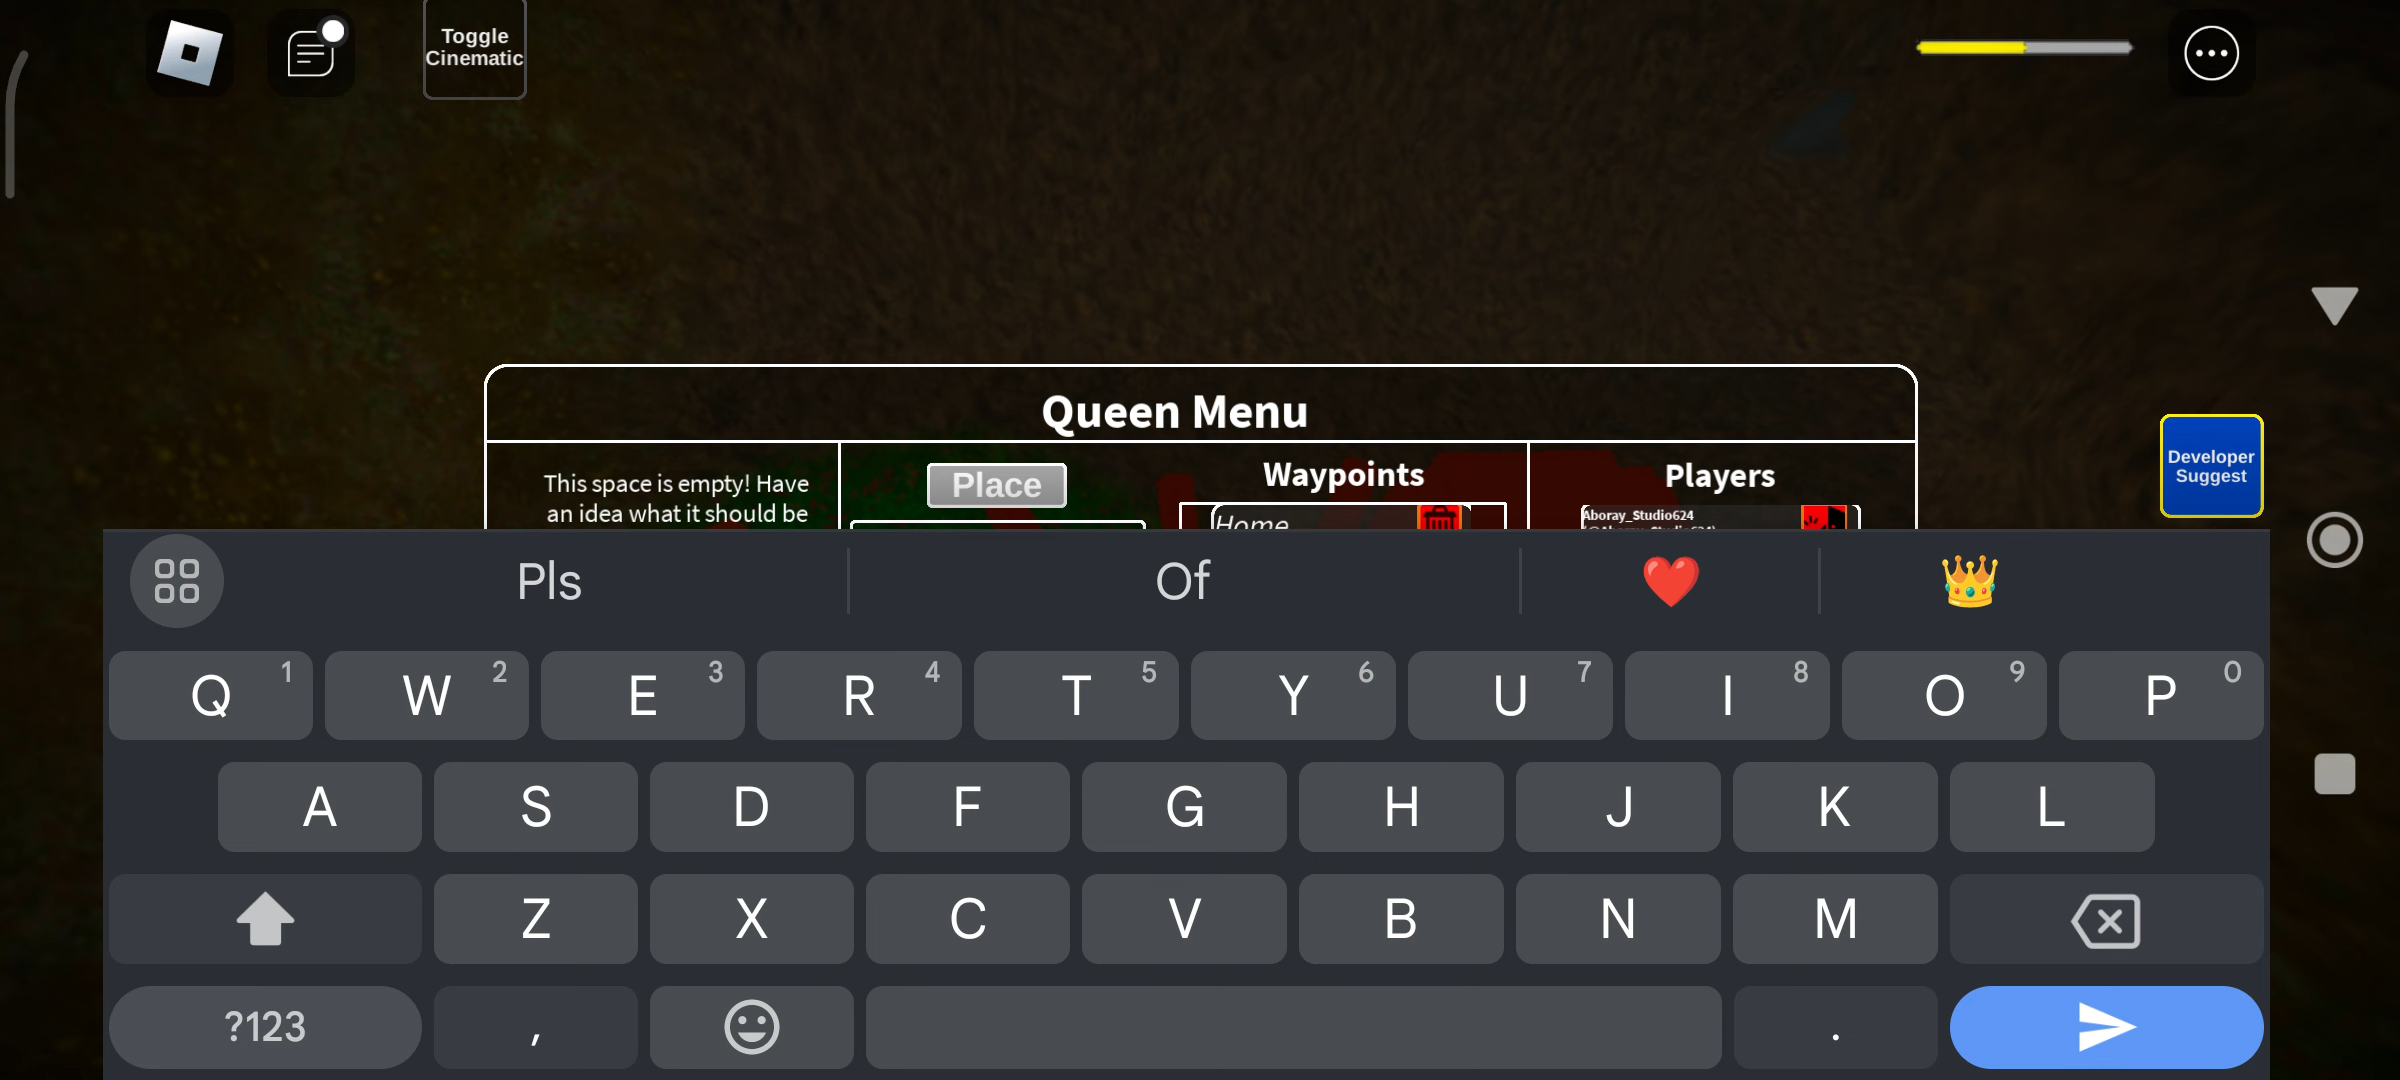 Toggle
Cinematic
Queen Menu
This space is empty! Have
an idea what it should be
Place
Waypoints
Home
Players
Aboray_Studio624
Developer
Suggest
Pls
Of
Q 1 W 2 E 3 R 4 T 5 Y 6 U 7 I 8 O 9 P 0
A S D F G H J K L
Z X C V B N M
?123 , .